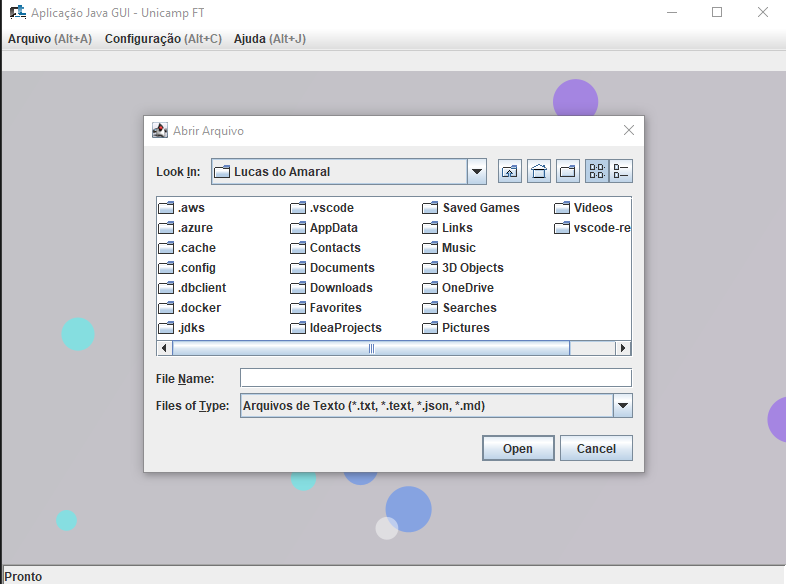 Aplicação Java GUI - Unicamp FT
Arquivo (Alt+A) Configuração (Alt+C) Ajuda (Alt+J)
Abrir Arquivo
Look In: Lucas do Amaral
.aws .vscode Saved Games Videos
.azure AppData Links vscode-re
.cache Contacts Music
.config Documents 3D Objects
.dbclient Downloads OneDrive
.docker Favorites Searches
.jdks IdeaProjects Pictures
File Name:
Files of Type: Arquivos de Texto (*.txt, *.text, *.json, *.md)
Open Cancel
Pronto